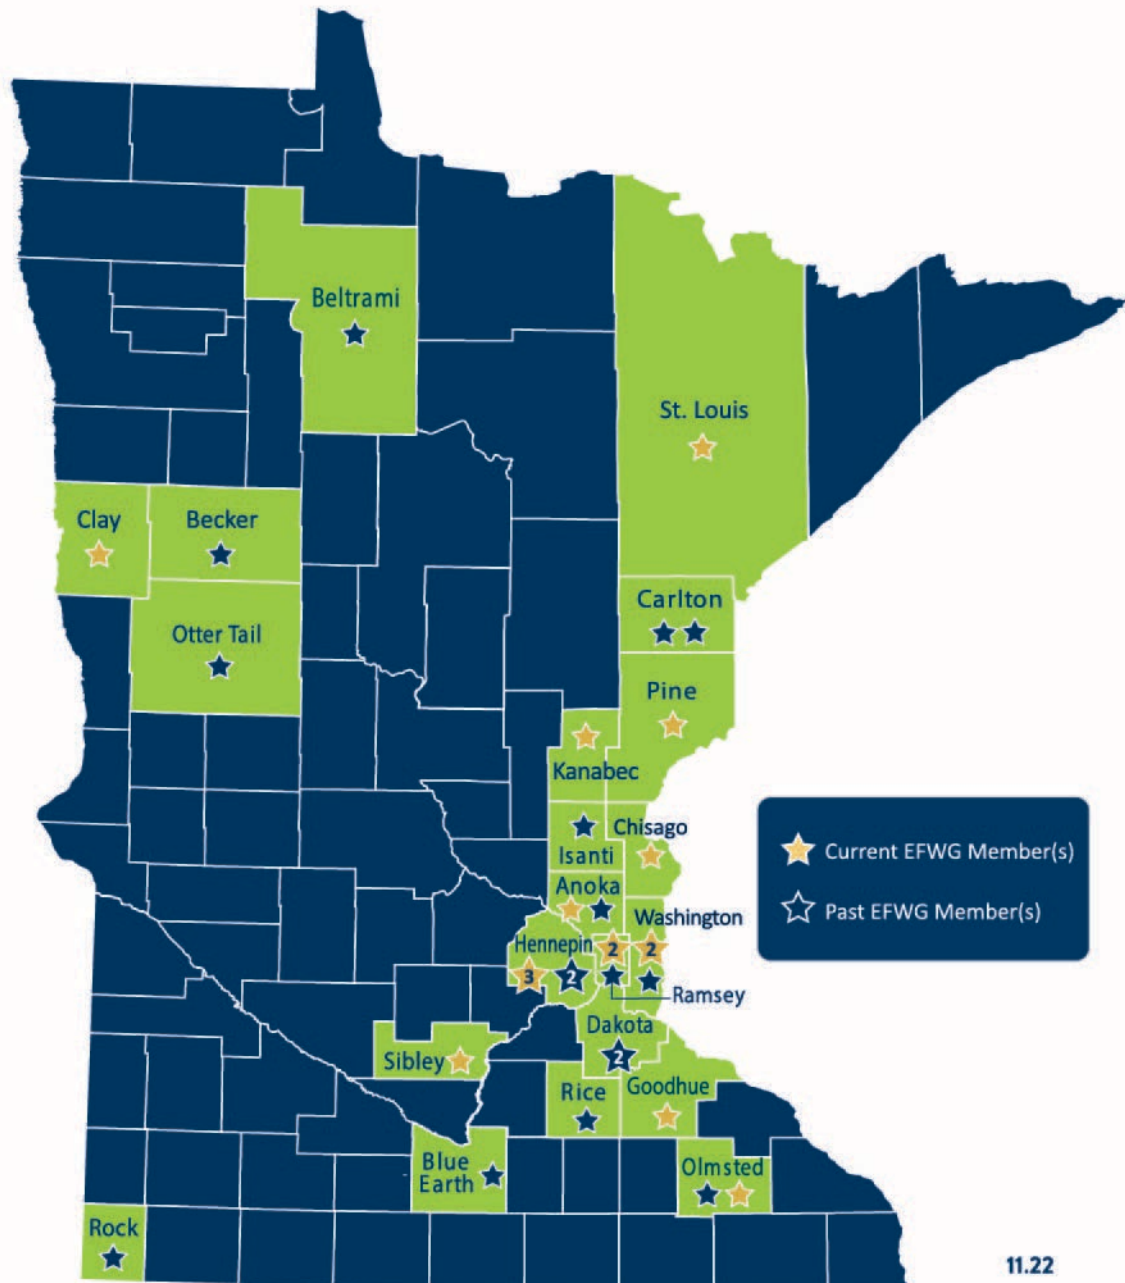 Beltrami
St. Louis
Clay
Becker
Carlton
Otter Tail
Pine
Kanabec
Chisago
Isanti
Anoka
Washington
Hennepin
2
2
3
2
Ramsey
Dakota
2
Sibley
Rice
Goodhue
Blue
Earth
Olmsted
Rock
Current EFWG Member(s)
Past EFWG Member(s)
11.22